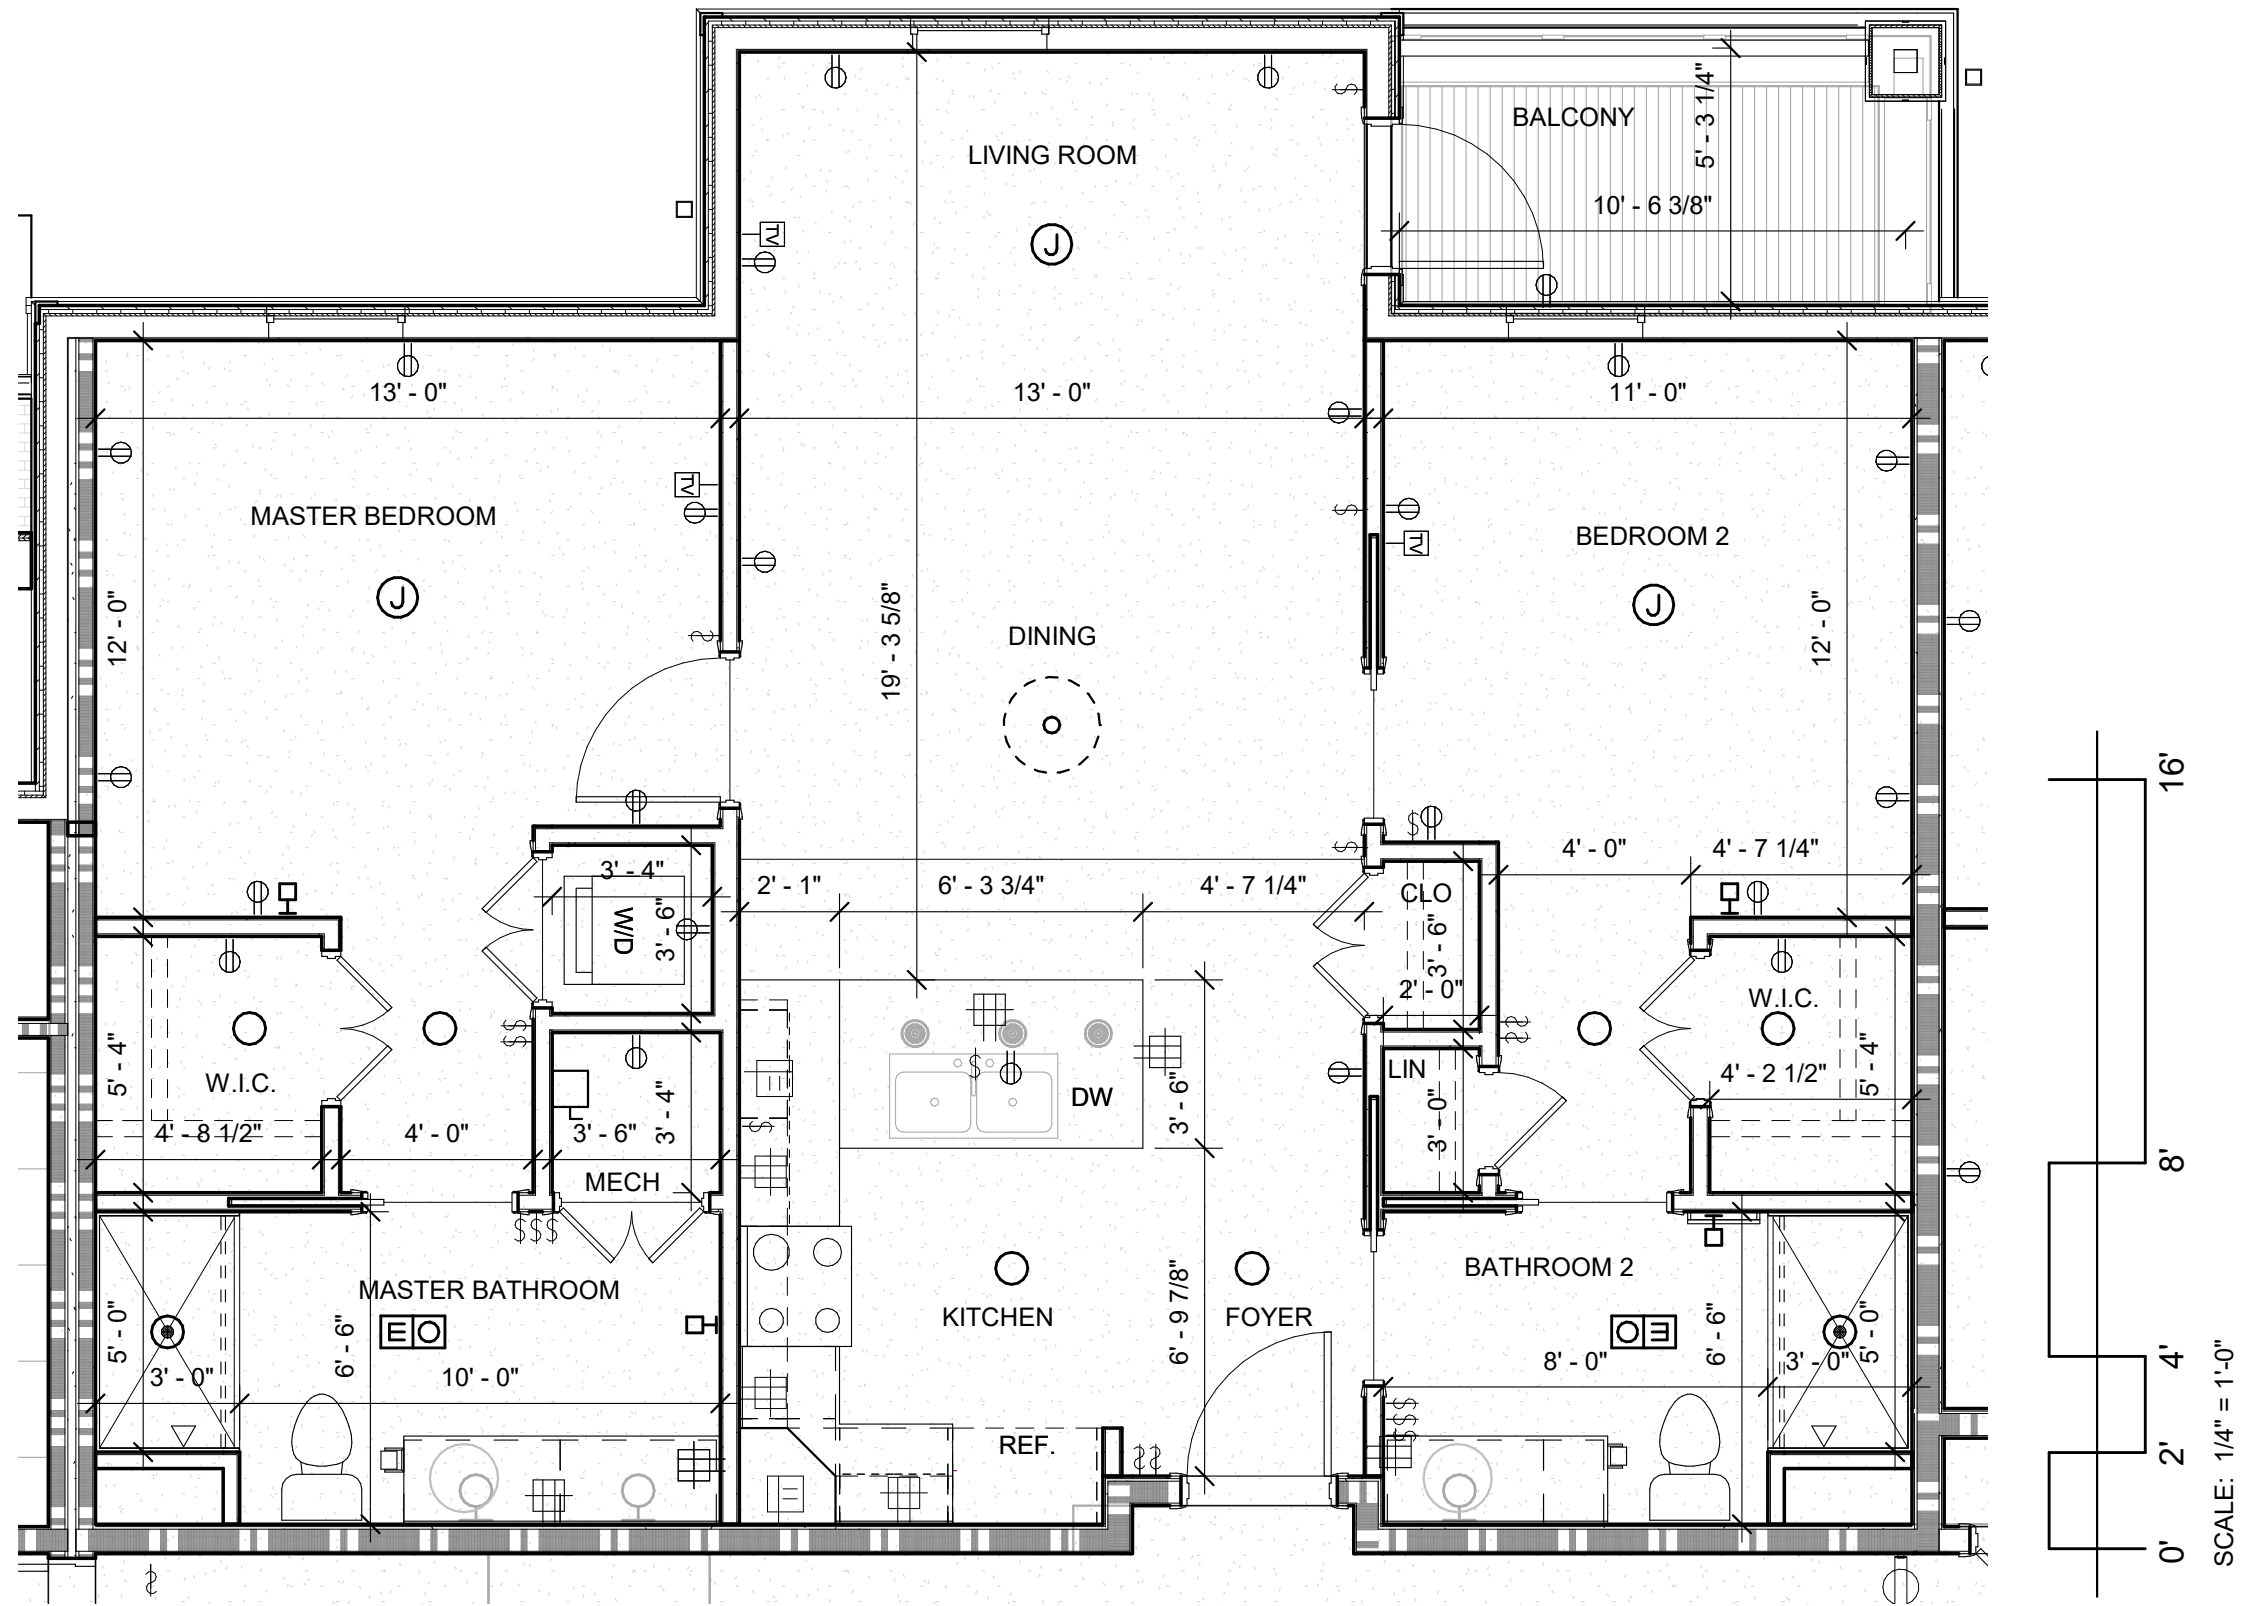 BALCONY
5' - 3 1/4"
LIVING ROOM
10' - 6 3/8"
TV
J
13' - 0"
13' - 0"
11' - 0"
TV
MASTER BEDROOM
TV
BEDROOM 2
J
J
12' - 0"
19' - 3 5/8"
DINING
12' - 0"
16'
3' - 4"
2' - 1"
6' - 3 3/4"
4' - 7 1/4"
CLO
4' - 0"
4' - 7 1/4"
W/D
3' - 6"
3' - 6"
2' - 0"
W.I.C.
5' - 4"
W.I.C.
LIN
4' - 2 1/2"
5' - 4"
DW
3' - 6"
4' - 8 1/2"
4' - 0"
3' - 6"
3' - 4"
3' - 0"
8'
MECH
MASTER BATHROOM
KITCHEN
FOYER
BATHROOM 2
5' - 0"
3' - 0"
6' - 6"
E
10' - 0"
6' - 9 7/8"
8' - 0"
E
6' - 6"
3' - 0"
5' - 0"
4'
REF.
2'
0'
SCALE: 1/4" = 1'-0"